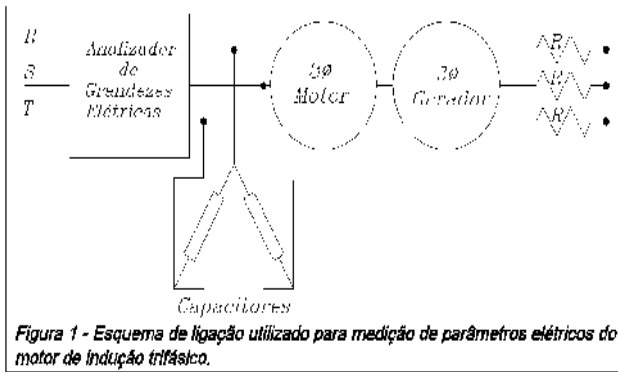 R
S
T
Analizador
de
Grandezas
Elétricas
3Ø
Motor
3Ø
Gerador
R
R
R
Capacitores
Figura 1 - Esquema de ligação utilizado para medição de parâmetros elétricos do
motor de indução trifásico.